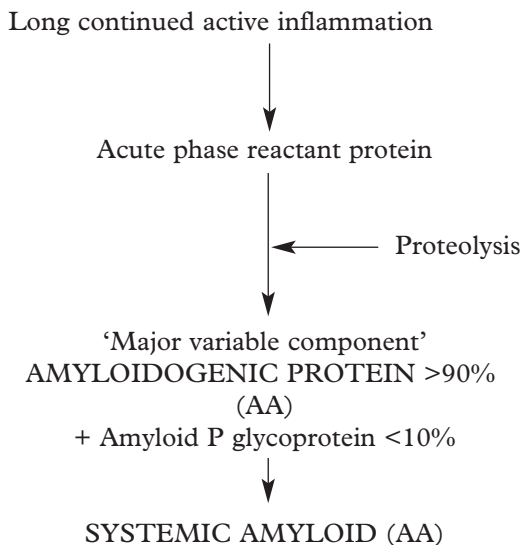 Long continued active inflammation
Acute phase reactant protein
Proteolysis
‘Major variable component’
AMYLOIDOGENIC PROTEIN >90%
(AA)
+ Amyloid P glycoprotein <10%
SYSTEMIC AMYLOID (AA)